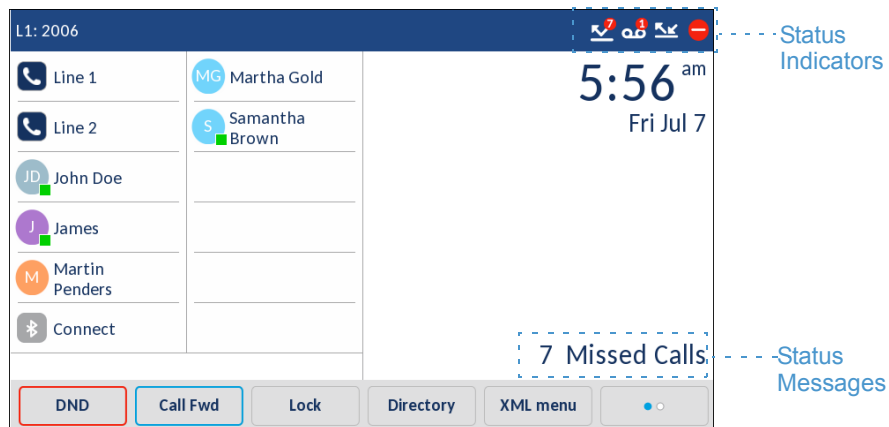 L1: 2006
7
1
Status
Indicators
Line 1
MG Martha Gold
5:56 am
Line 2
S Samantha
Brown
Fri Jul 7
JD John Doe
J James
M Martin
Penders
Connect
7 Missed Calls
Status
Messages
DND
Call Fwd
Lock
Directory
XML menu